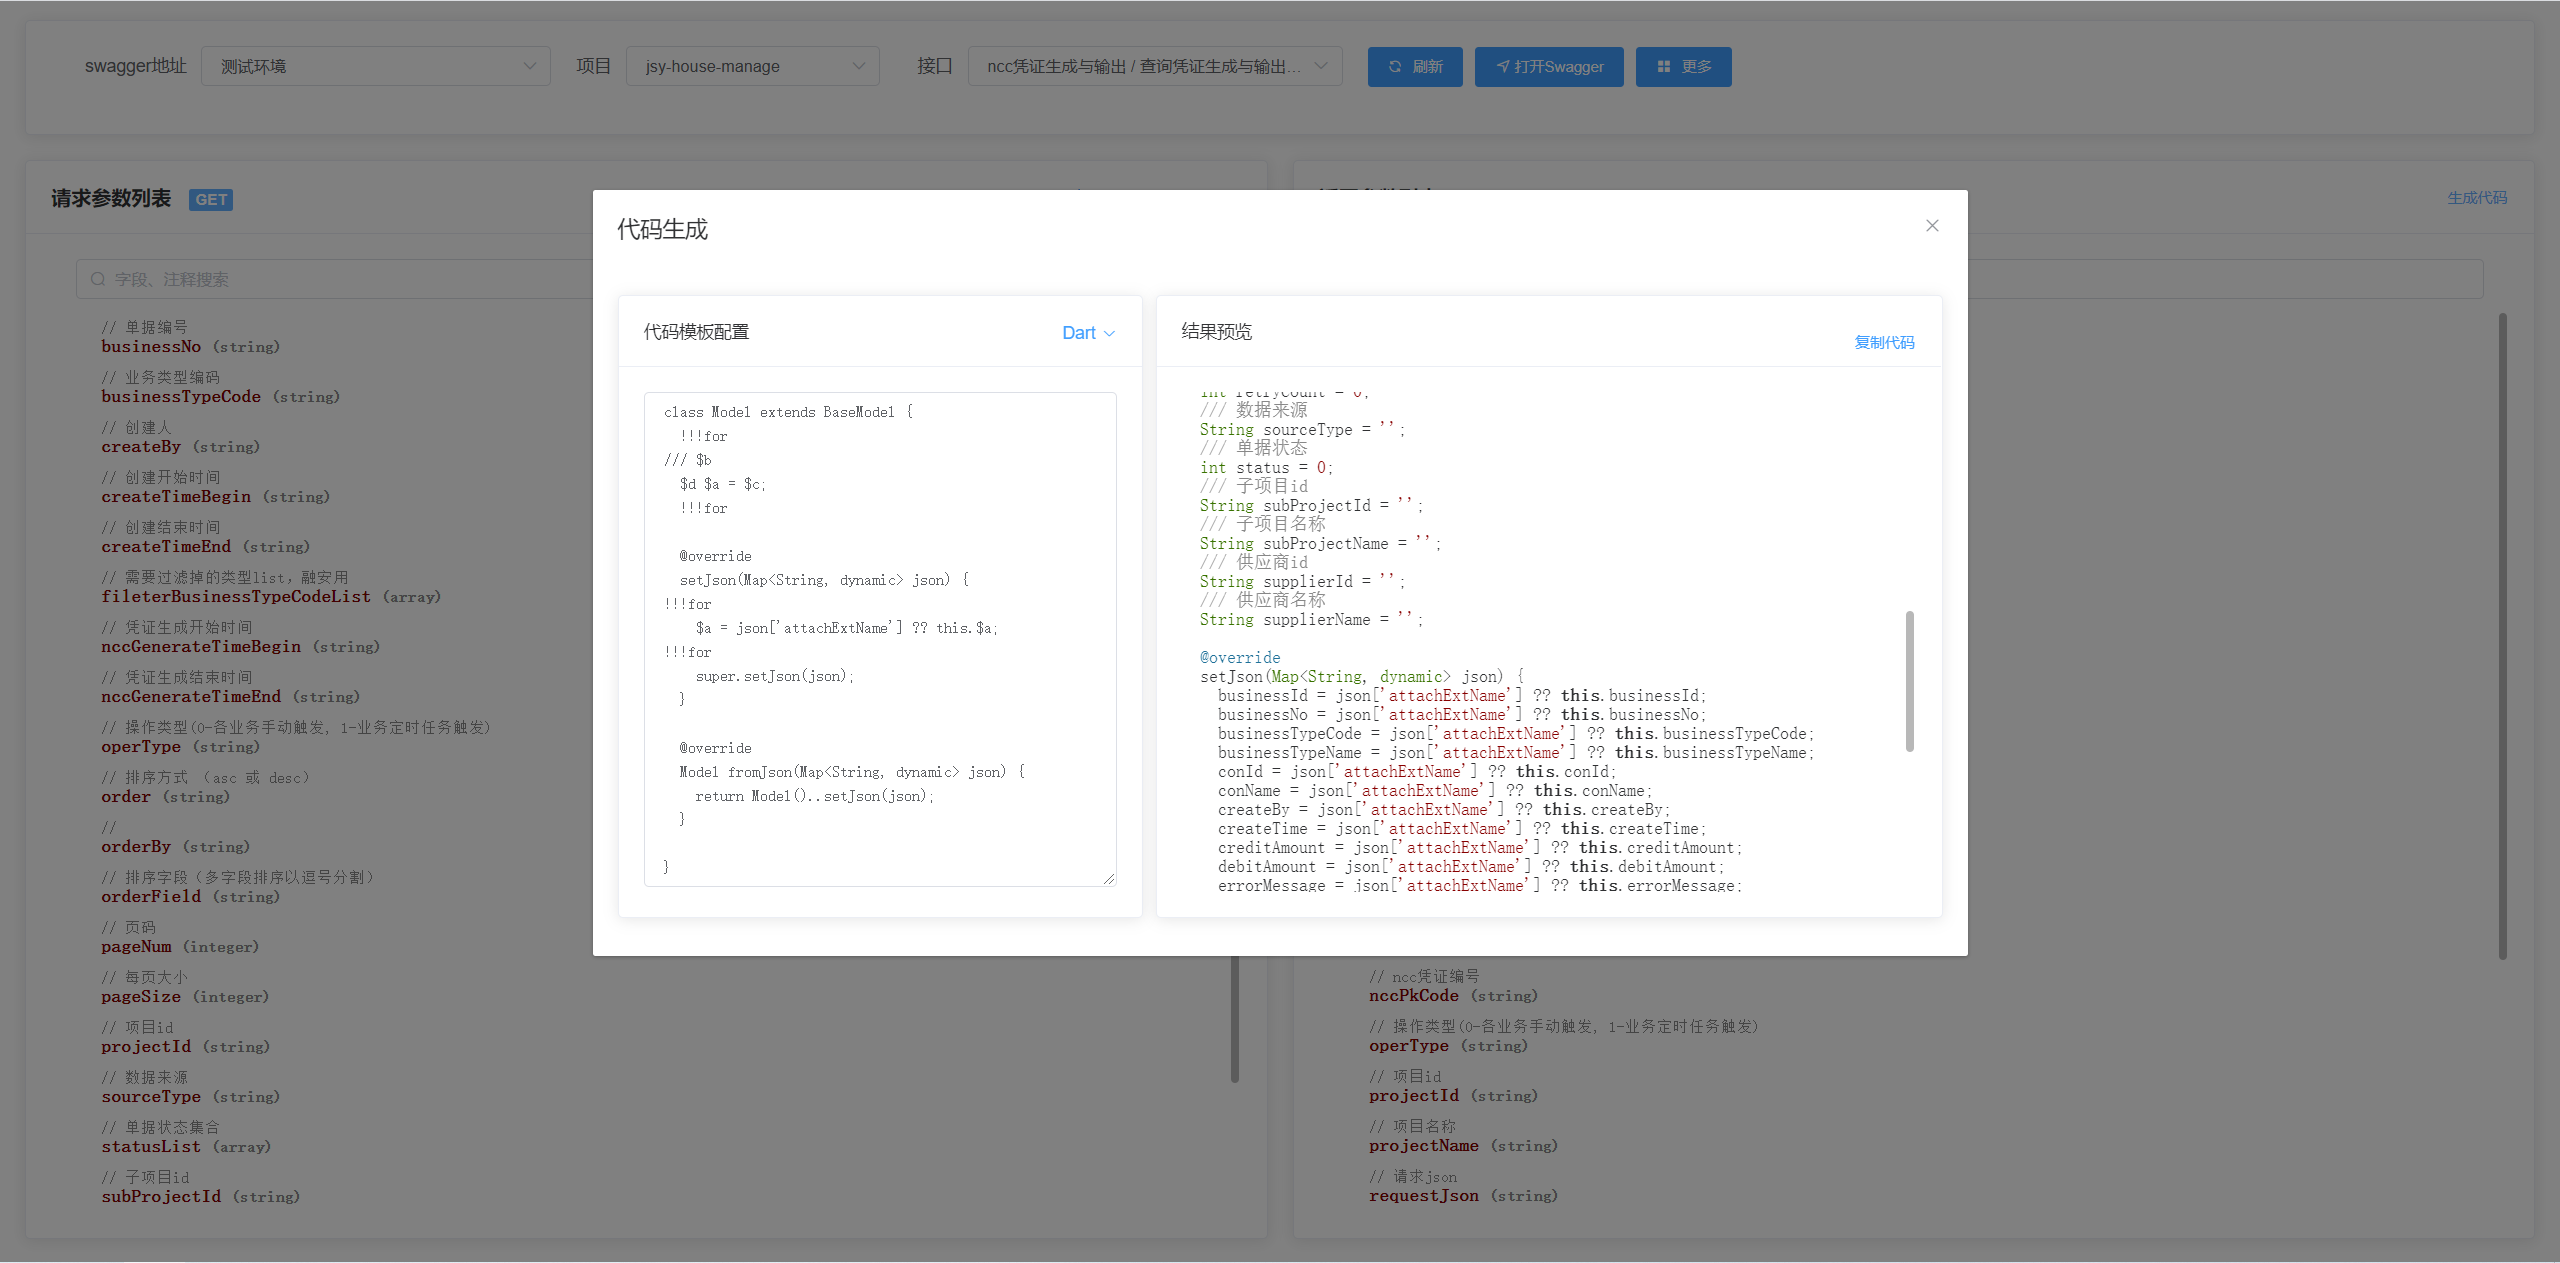 swagger地址
测试环境
项目
jsy-house-manage
接口
ncc凭证生成与输出 / 查询凭证生成与输出...
刷新
打开Swagger
更多
请求参数列表
GET
字段、注释搜索
// 单据编号
businessNo (string)
// 业务类型编码
businessTypeCode (string)
// 创建人
createBy (string)
// 创建开始时间
createTimeBegin (string)
// 创建结束时间
createTimeEnd (string)
// 需要过滤掉的类型list，融安用
fileterBusinessTypeCodeList (array)
// 凭证生成开始时间
nccGenerateTimeBegin (string)
// 凭证生成结束时间
nccGenerateTimeEnd (string)
// 操作类型(0-各业务手动触发, 1-业务定时任务触发)
operType (string)
// 排序方式 （asc 或 desc）
order (string)
//
orderBy (string)
// 排序字段（多字段排序以逗号分割）
orderField (string)
// 页码
pageNum (integer)
// 每页大小
pageSize (integer)
// 项目id
projectId (string)
// 数据来源
sourceType (string)
// 单据状态集合
statusList (array)
// 子项目id
subProjectId (string)
代码生成
代码模板配置
Dart
class Model extends BaseModel {
!!!for
/// $b
$d $a = $c;
!!!for
@override
setJson(Map<String, dynamic> json) {
!!!for
$a = json['attachExtName'] ?? this.$a;
!!!for
super.setJson(json);
}
@override
Model fromJson(Map<String, dynamic> json) {
return Model()..setJson(json);
}
}
结果预览
复制代码
int retryCount = 0;
/// 数据来源
String sourceType = '';
/// 单据状态
int status = 0;
/// 子项目id
String subProjectId = '';
/// 子项目名称
String subProjectName = '';
/// 供应商id
String supplierId = '';
/// 供应商名称
String supplierName = '';
@override
setJson(Map<String, dynamic> json) {
businessId = json['attachExtName'] ?? this.businessId;
businessNo = json['attachExtName'] ?? this.businessNo;
businessTypeCode = json['attachExtName'] ?? this.businessTypeCode;
businessTypeName = json['attachExtName'] ?? this.businessTypeName;
conId = json['attachExtName'] ?? this.conId;
conName = json['attachExtName'] ?? this.conName;
createBy = json['attachExtName'] ?? this.createBy;
createTime = json['attachExtName'] ?? this.createTime;
creditAmount = json['attachExtName'] ?? this.creditAmount;
debitAmount = json['attachExtName'] ?? this.debitAmount;
errorMessage = json['attachExtName'] ?? this.errorMessage;
生成代码
// ncc凭证编号
nccPkCode (string)
// 操作类型(0-各业务手动触发, 1-业务定时任务触发)
operType (string)
// 项目id
projectId (string)
// 项目名称
projectName (string)
// 请求json
requestJson (string)